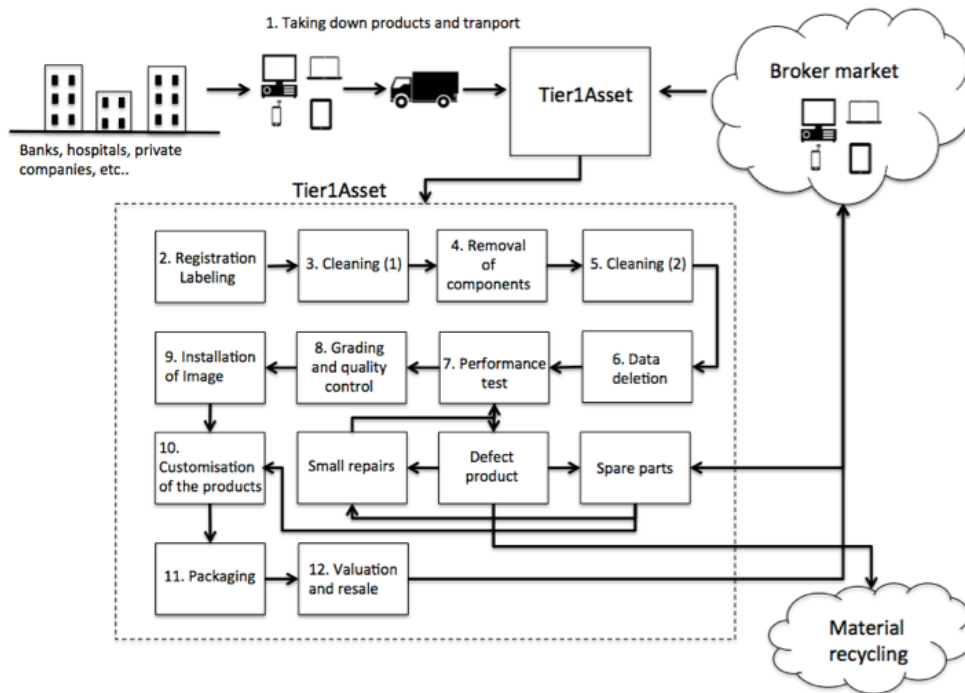 1. Taking down products and tranport
Tier1Asset
Broker market
Banks, hospitals, private
companies, etc..
Tier1Asset
2. Registration
Labeling
3. Cleaning (1)
4. Removal
of
components
5. Cleaning (2)
9. Installation
of Image
8. Grading
and quality
control
7. Performance
test
6. Data
deletion
10.
Customisation
of the products
Small repairs
Defect
product
Spare parts
11. Packaging
12. Valuation
and resale
Material
recycling